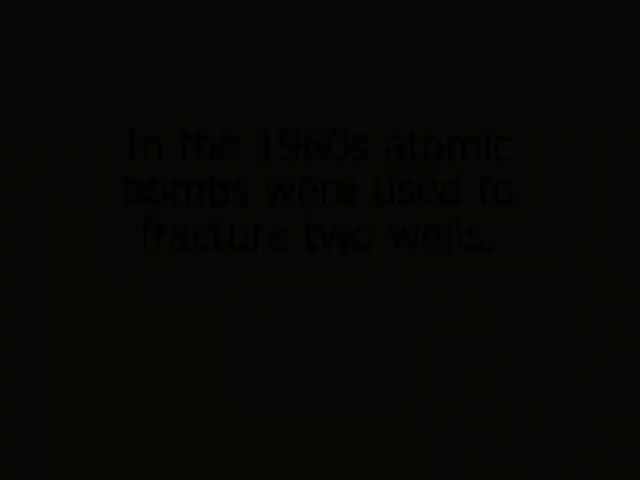 In the 1960s atomic
bombs were used to
fracture two wells.